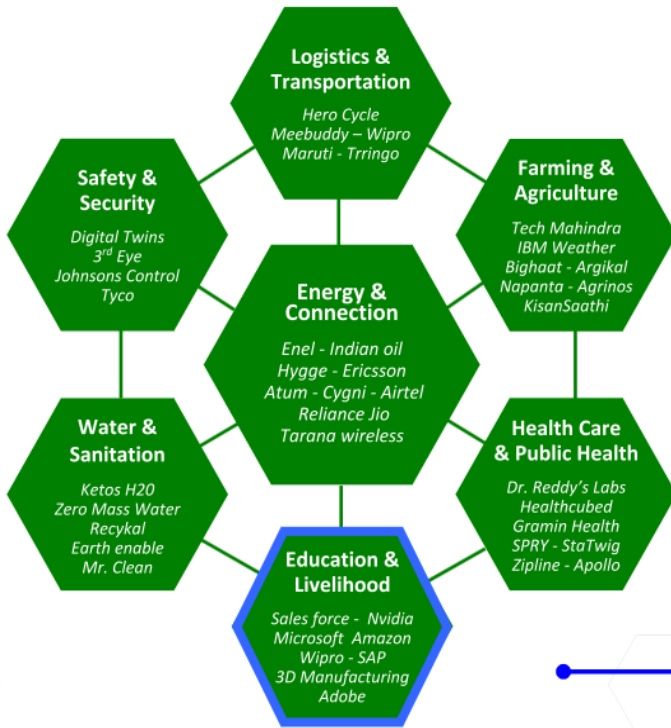 Logistics &
Transportation
Hero Cycle
Meebuddy – Wipro
Maruti - Trringo
Safety &
Security
Digital Twins
3rd Eye
Johnsons Control
Tyco
Farming &
Agriculture
Tech Mahindra
IBM Weather
Bighaat - Argikal
Napanta - Agrinos
KisanSaathi
Energy &
Connection
Enel - Indian oil
Hygge - Ericsson
Atum - Cygni - Airtel
Reliance Jio
Tarana wireless
Water &
Sanitation
Ketos H20
Zero Mass Water
Recykal
Earth enable
Mr. Clean
Health Care
& Public Health
Dr. Reddy's Labs
Healthcubed
Gramin Health
SPRY - StaTwig
Zipline - Apollo
Education &
Livelihood
Sales force - Nvidia
Microsoft Amazon
Wipro - SAP
3D Manufacturing
Adobe